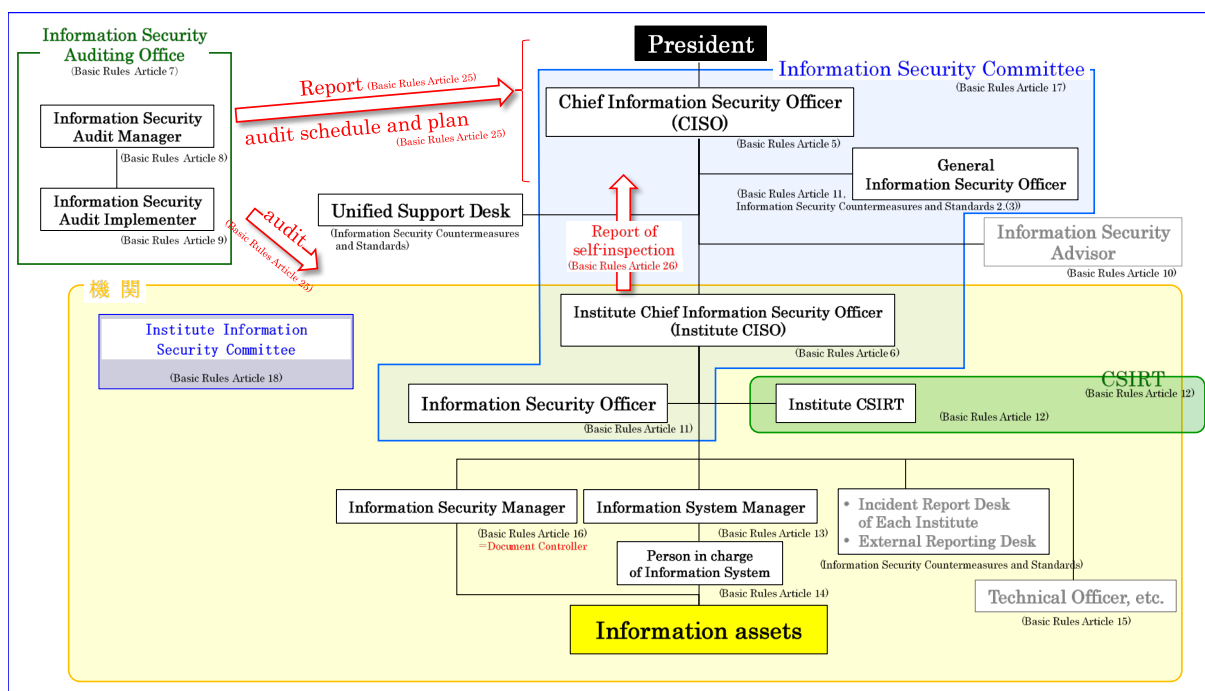 Information Security
Auditing Office
(Basic Rules Article 7)
Information Security
Audit Manager
(Basic Rules Article 8)
Information Security
Audit Implementer
(Basic Rules Article 9)
Report (Basic Rules Article 25)
audit schedule and plan
(Basic Rules Article 25)
audit
(Basic Rules Article 25)
President
Information Security Committee
(Basic Rules Article 17)
Chief Information Security Officer
(CISO)
(Basic Rules Article 5)
General
Information Security Officer
(Basic Rules Article 11,
Information Security Countermeasures and Standards 2.(3))
Unified Support Desk
(Information Security Countermeasures
and Standards)
Report of
self-inspection
(Basic Rules Article 26)
Information Security
Advisor
(Basic Rules Article 10)
機 関
Institute Chief Information Security Officer
(Institute CISO)
(Basic Rules Article 6)
Institute Information
Security Committee
(Basic Rules Article 18)
Information Security Officer
(Basic Rules Article 11)
CSIRT
(Basic Rules Article 12)
Institute CSIRT
(Basic Rules Article 12)
Information Security Manager
(Basic Rules Article 16)
=Document Controller
Information System Manager
(Basic Rules Article 13)
Person in charge
of Information System
(Basic Rules Article 14)
• Incident Report Desk
of Each Institute
• External Reporting Desk
(Information Security Countermeasures and Standards)
Technical Officer, etc.
(Basic Rules Article 15)
Information assets